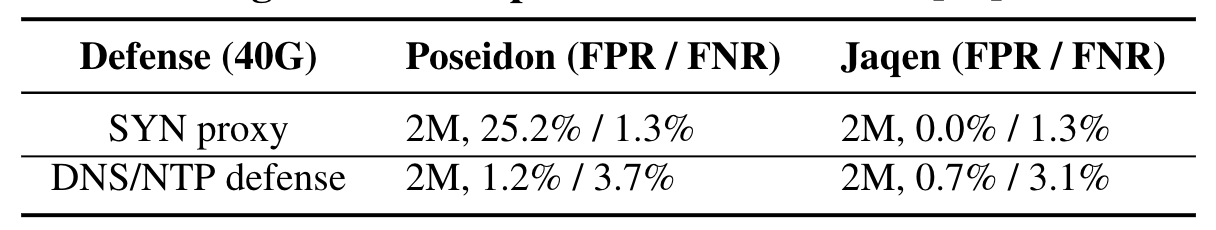 Defense (40G) Poseidon (FPR / FNR) Jaqen (FPR / FNR)
SYN proxy 2M, 25.2% / 1.3% 2M, 0.0% / 1.3%
DNS/NTP defense 2M, 1.2% / 3.7% 2M, 0.7% / 3.1%